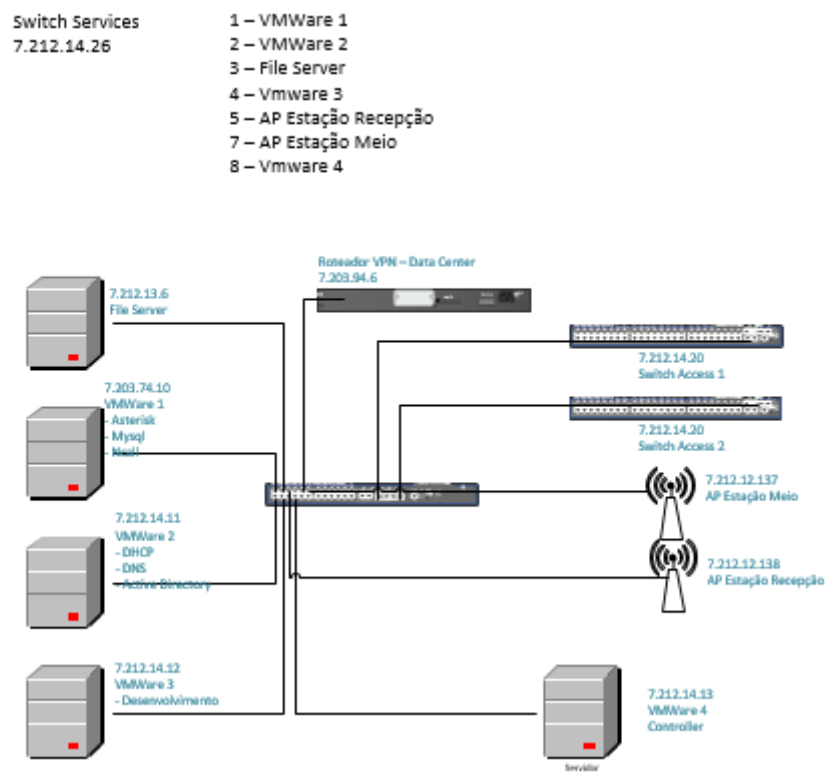 Switch Services
7.212.14.26
1 – VMWare 1
2 – VMWare 2
3 – File Server
4 – Vmware 3
5 – AP Estação Recepção
7 – AP Estação Meio
8 – Vmware 4
Roteador VPN – Data Center
7.203.94.6
7.212.13.6
File Server
7.212.14.20
Switch Access 1
7.203.74.10
VMWare 1
- Asterisk
- Mysql
7.212.14.20
Switch Access 2
7.212.12.137
AP Estação Meio
7.212.14.11
VMWare 2
- DHCP
- DNS
- Active Directory
7.212.12.138
AP Estação Recepção
7.212.14.12
VMWare 3
- Desenvolvimento
7.212.14.13
VMWare 4
Controller
Servidor